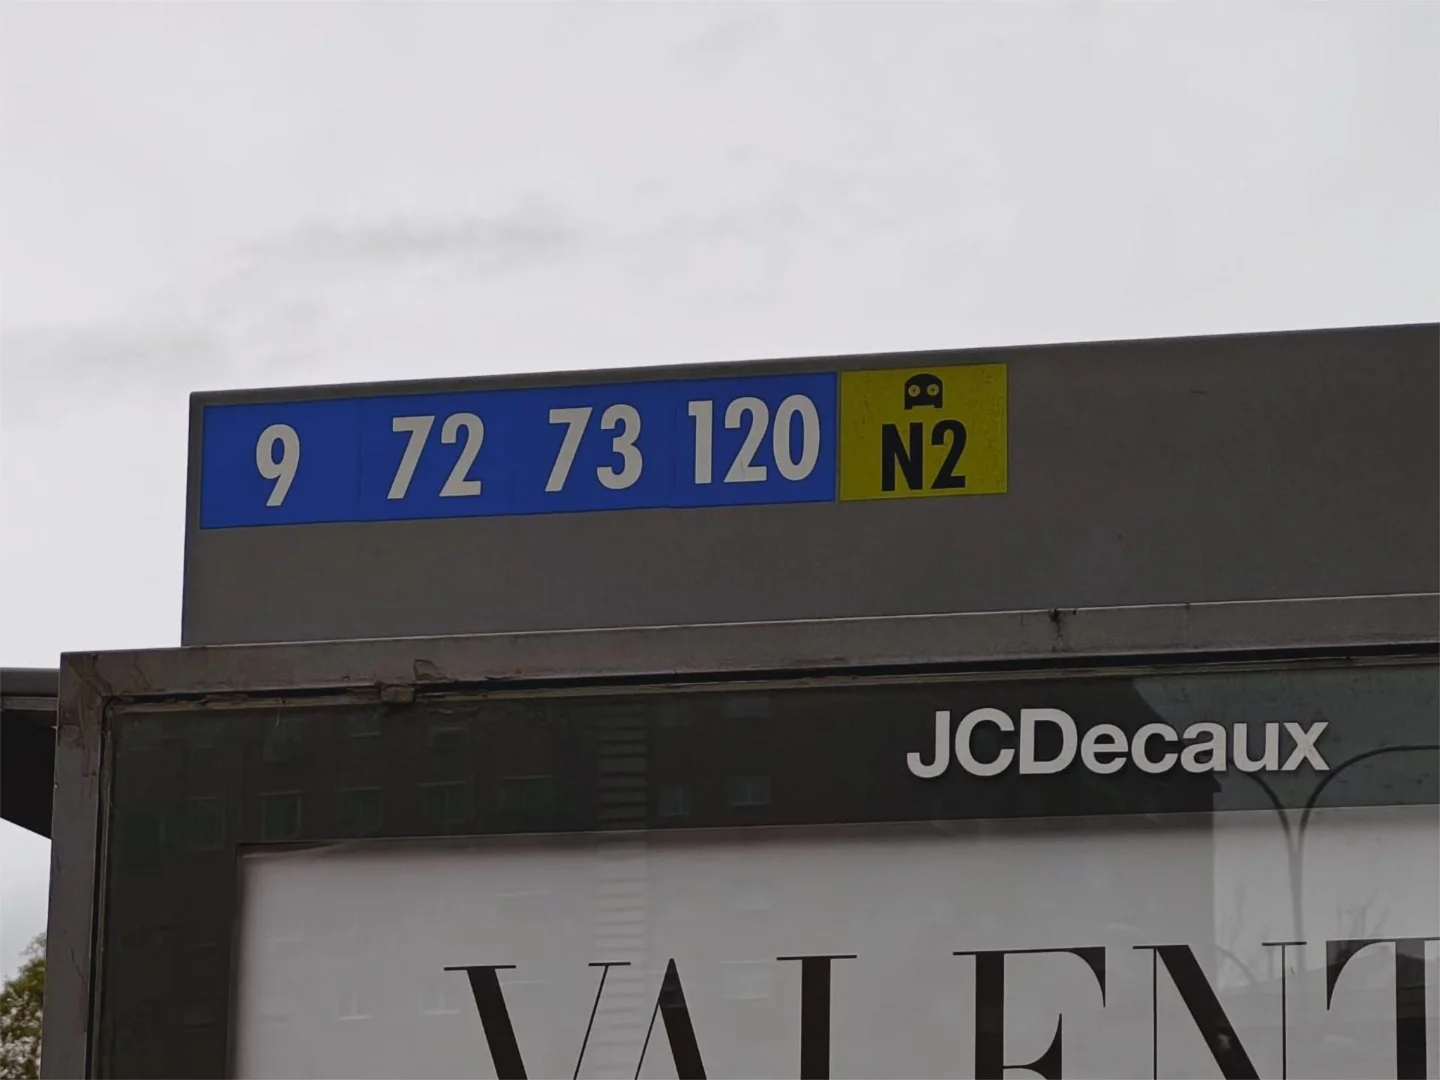 9 72 73 120 N2
JCDecaux
VALENT